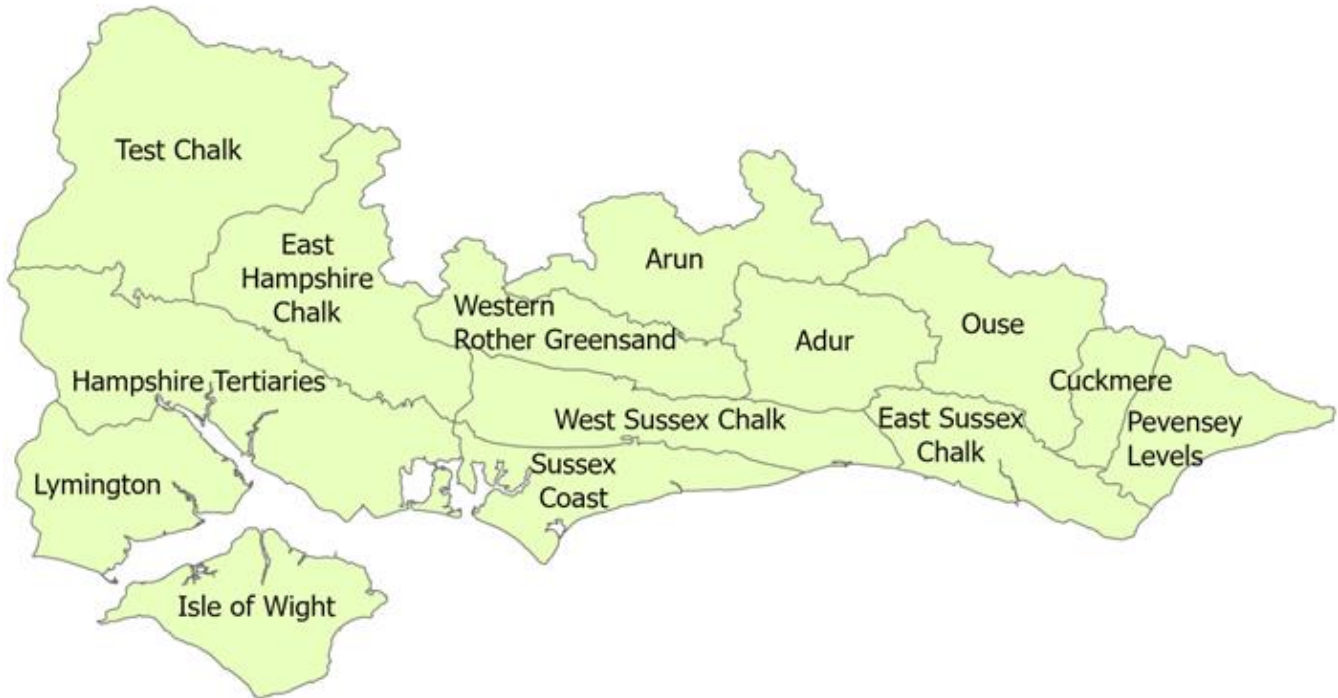 Test Chalk
East
Hampshire
Chalk
Arun
Western
Rother Greensand
Adur
Ouse
Hampshire Tertiaries
Cuckmere
West Sussex Chalk
East Sussex
Chalk
Pevensey
Levels
Lymington
Sussex
Coast
Isle of Wight